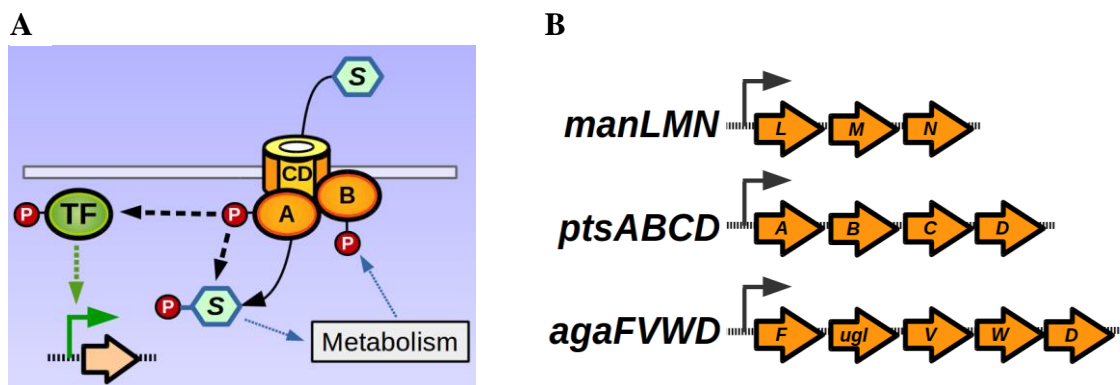 A
B
S
CD
B
A
P
P
TF
P
P
S
Metabolism
manLMN
L M N
ptsABCD
A B C D
agaFVWD
F ugl V W D